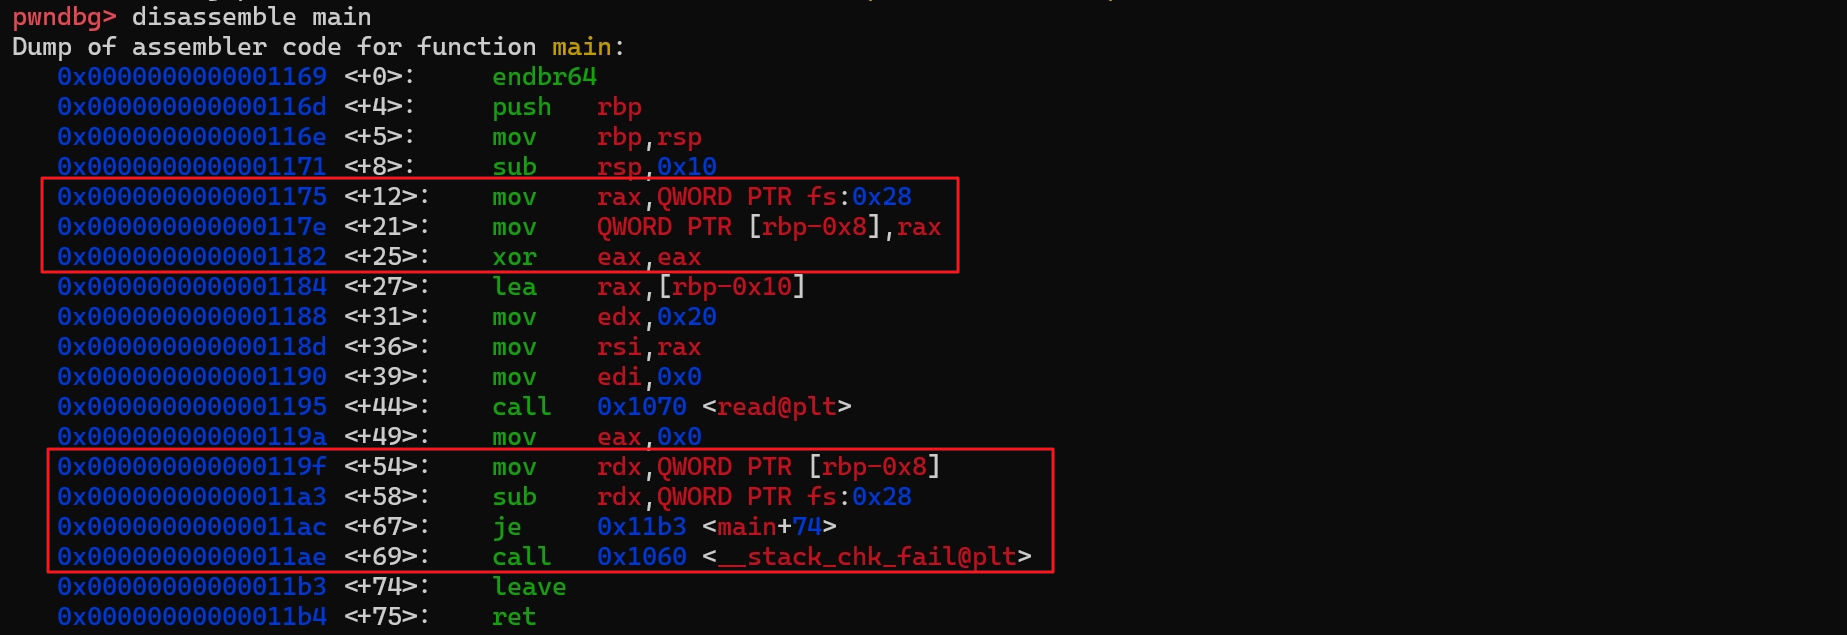 pwndbg> disassemble main
Dump of assembler code for function main:
0x0000000000001169 <+0>: endbr64
0x000000000000116d <+4>: push rbp
0x000000000000116e <+5>: mov rbp,rsp
0x0000000000001171 <+8>: sub rsp,0x10
0x0000000000001175 <+12>: mov rax,QWORD PTR fs:0x28
0x000000000000117e <+21>: mov QWORD PTR [rbp-0x8],rax
0x0000000000001182 <+25>: xor eax,eax
0x0000000000001184 <+27>: lea rax,[rbp-0x10]
0x0000000000001188 <+31>: mov edx,0x20
0x000000000000118d <+36>: mov rsi,rax
0x0000000000001190 <+39>: mov edi,0x0
0x0000000000001195 <+44>: call 0x1070 <read@plt>
0x000000000000119a <+49>: mov eax,0x0
0x000000000000119f <+54>: mov rdx,QWORD PTR [rbp-0x8]
0x00000000000011a3 <+58>: sub rdx,QWORD PTR fs:0x28
0x00000000000011ac <+67>: je 0x11b3 <main+74>
0x00000000000011ae <+69>: call 0x1060 <__stack_chk_fail@plt>
0x00000000000011b3 <+74>: leave
0x00000000000011b4 <+75>: ret